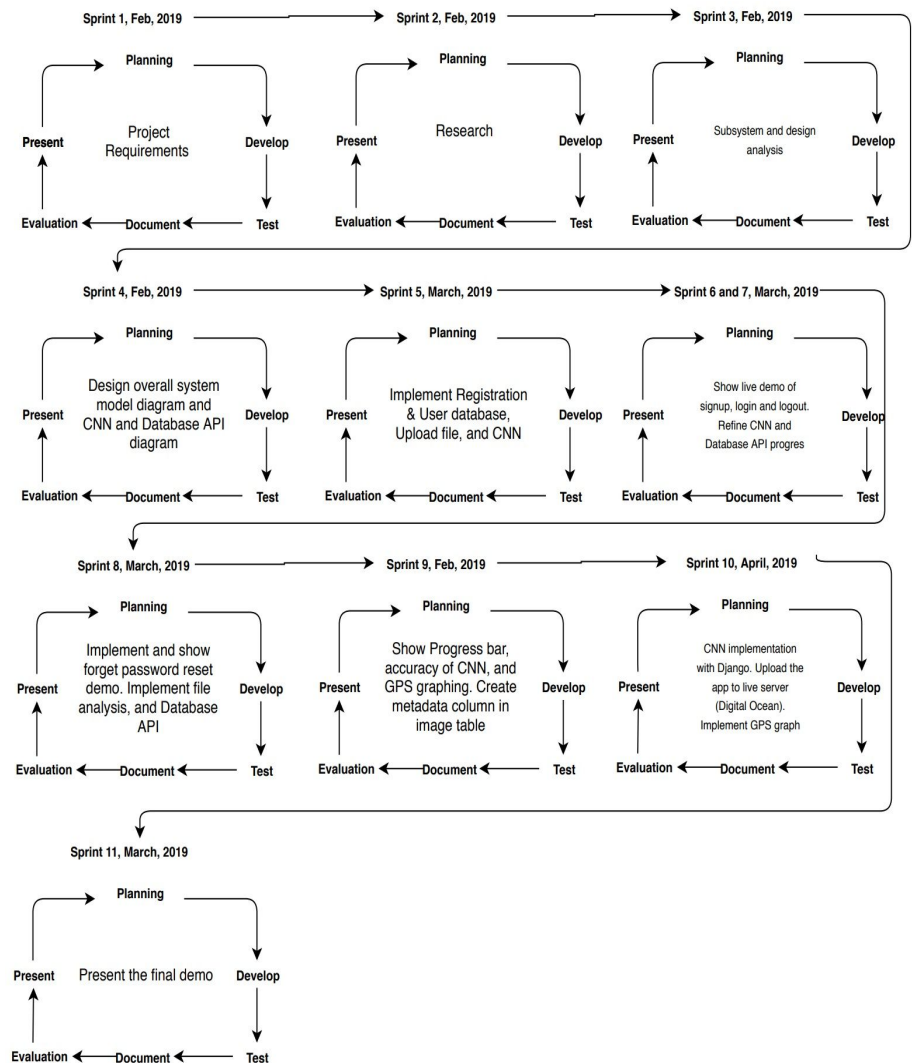 Sprint 1, Feb, 2019
Sprint 2, Feb, 2019
Sprint 3, Feb, 2019
Planning
Present
Project
Requirements
Develop
Evaluation
Document
Test
Planning
Present
Research
Develop
Evaluation
Document
Test
Planning
Present
Subsystem and design
analysis
Develop
Evaluation
Document
Test
Sprint 4, Feb, 2019
Sprint 5, March, 2019
Sprint 6 and 7, March, 2019
Planning
Present
Design overall system
model diagram and
CNN and Database API
diagram
Develop
Evaluation
Document
Test
Planning
Present
Implement Registration
& User database,
Upload file, and CNN
Develop
Evaluation
Document
Test
Planning
Present
Show live demo of
signup, login and logout.
Refine CNN and
Database API progres
Develop
Evaluation
Document
Test
Sprint 8, March, 2019
Sprint 9, Feb, 2019
Sprint 10, April, 2019
Planning
Present
Implement and show
forget password reset
demo. Implement file
analysis, and Database
API
Develop
Evaluation
Document
Test
Planning
Present
Show Progress bar,
accuracy of CNN, and
GPS graphing. Create
metadata column in
image table
Develop
Evaluation
Document
Test
Planning
Present
CNN implementation
with Django. Upload the
app to live server
(Digital Ocean).
Implement GPS graph
Develop
Evaluation
Document
Test
Sprint 11, March, 2019
Planning
Present
Present the final demo
Develop
Evaluation
Document
Test